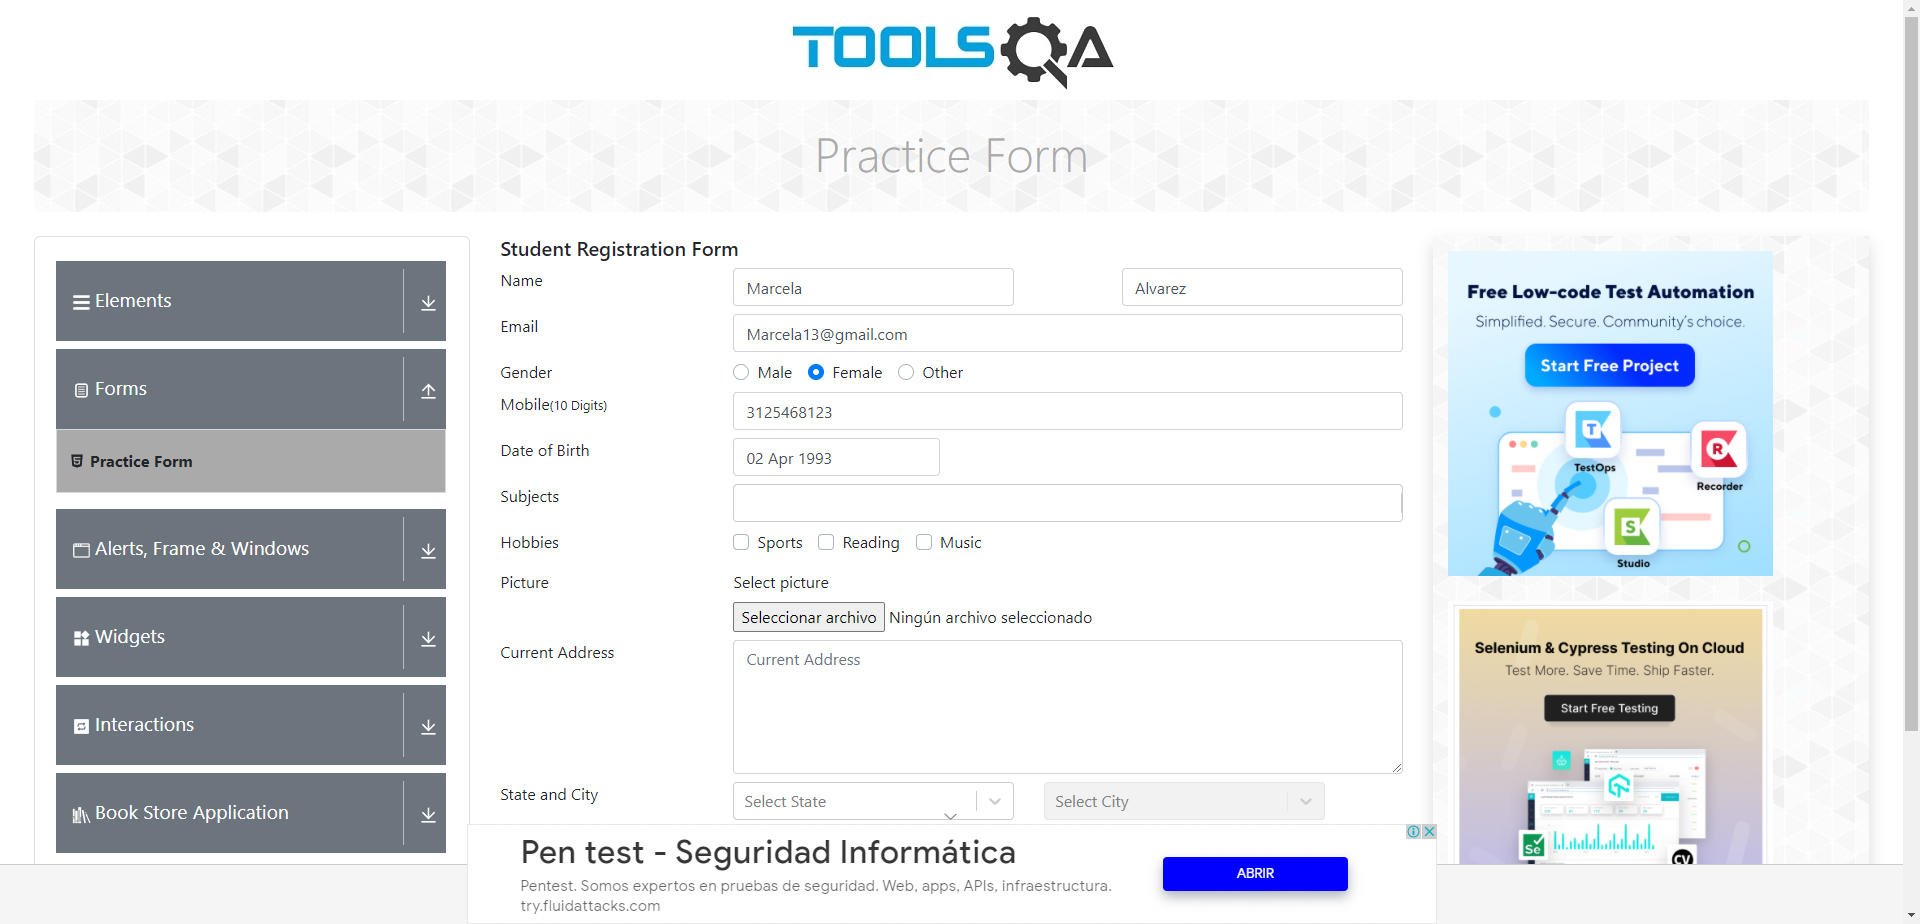 TOOLSQA
Practice Form
Elements
Forms
Practice Form
Alerts, Frame & Windows
Widgets
Interactions
Book Store Application
Student Registration Form
Name
Marcela
Alvarez
Email
Marcela13@gmail.com
Gender
Male
Female
Other
Mobile(10 Digits)
3125468123
Date of Birth
02 Apr 1993
Subjects
Hobbies
Sports
Reading
Music
Picture
Select picture
Seleccionar archivo
Ningún archivo seleccionado
Current Address
Current Address
State and City
Select State
Select City
Free Low-code Test Automation
Simplified. Secure. Community's choice.
Start Free Project
T
TestOps
R
Recorder
S
Studio
Selenium & Cypress Testing On Cloud
Test More. Save Time. Ship Faster.
Start Free Testing
Se
CV
Pen test - Seguridad Informática
Pentest. Somos expertos en pruebas de seguridad. Web, apps, APIs, infraestructura.
try.fluidattacks.com
ABRIR